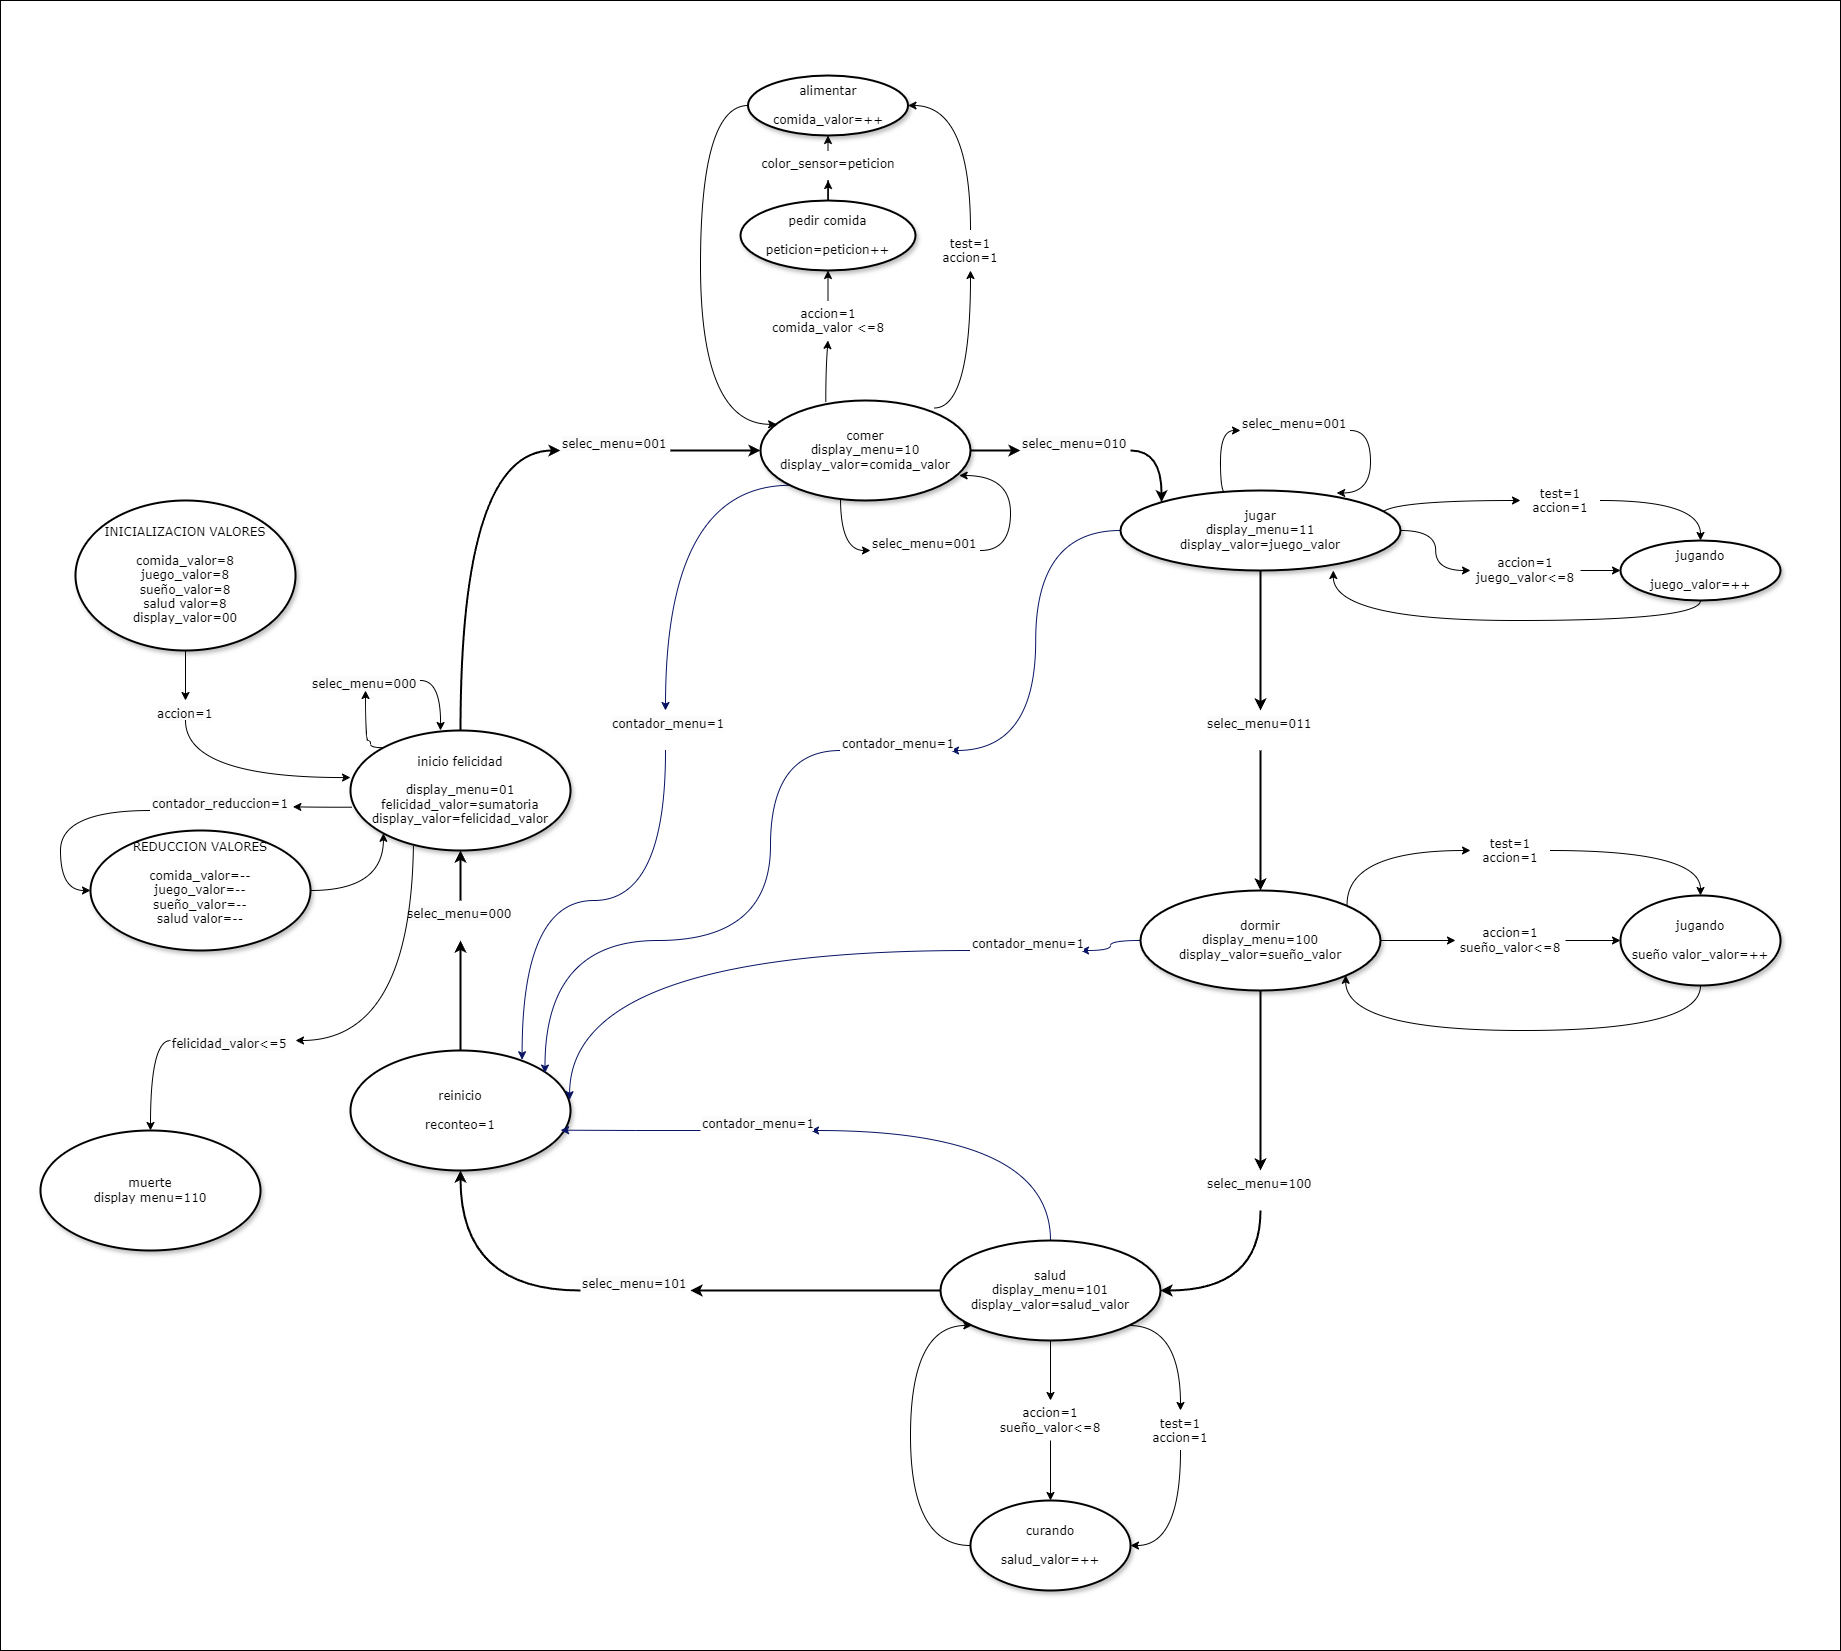 alimentar
comida_valor=++
color_sensor=peticion
pedir comida
peticion=peticion++
test=1
accion=1
accion=1
comida_valor <=8
selec_menu=001
comer
display_menu=10
display_valor=comida_valor
selec_menu=010
selec_menu=001
selec_menu=001
jugar
display_menu=11
display_valor=juego_valor
test=1
accion=1
accion=1
juego_valor<=8
jugando
juego_valor=++
INICIALIZACION VALORES
comida_valor=8
juego_valor=8
sueño_valor=8
salud valor=8
display_valor=00
accion=1
selec_menu=000
inicio felicidad
display_menu=01
felicidad_valor=sumatoria
display_valor=felicidad_valor
contador_menu=1
contador_menu=1
selec_menu=011
contador_reduccion=1
REDUCCION VALORES
comida_valor=--
juego_valor=--
sueño_valor=--
salud valor=--
selec_menu=000
test=1
accion=1
contador_menu=1
dormir
display_menu=100
display_valor=sueño_valor
accion=1
sueño_valor<=8
jugando
sueño valor_valor=++
felicidad_valor<=5
reinicio
reconteo=1
contador_menu=1
muerte
display menu=110
selec_menu=100
selec_menu=101
salud
display_menu=101
display_valor=salud_valor
accion=1
sueño_valor<=8
test=1
accion=1
curando
salud_valor=++